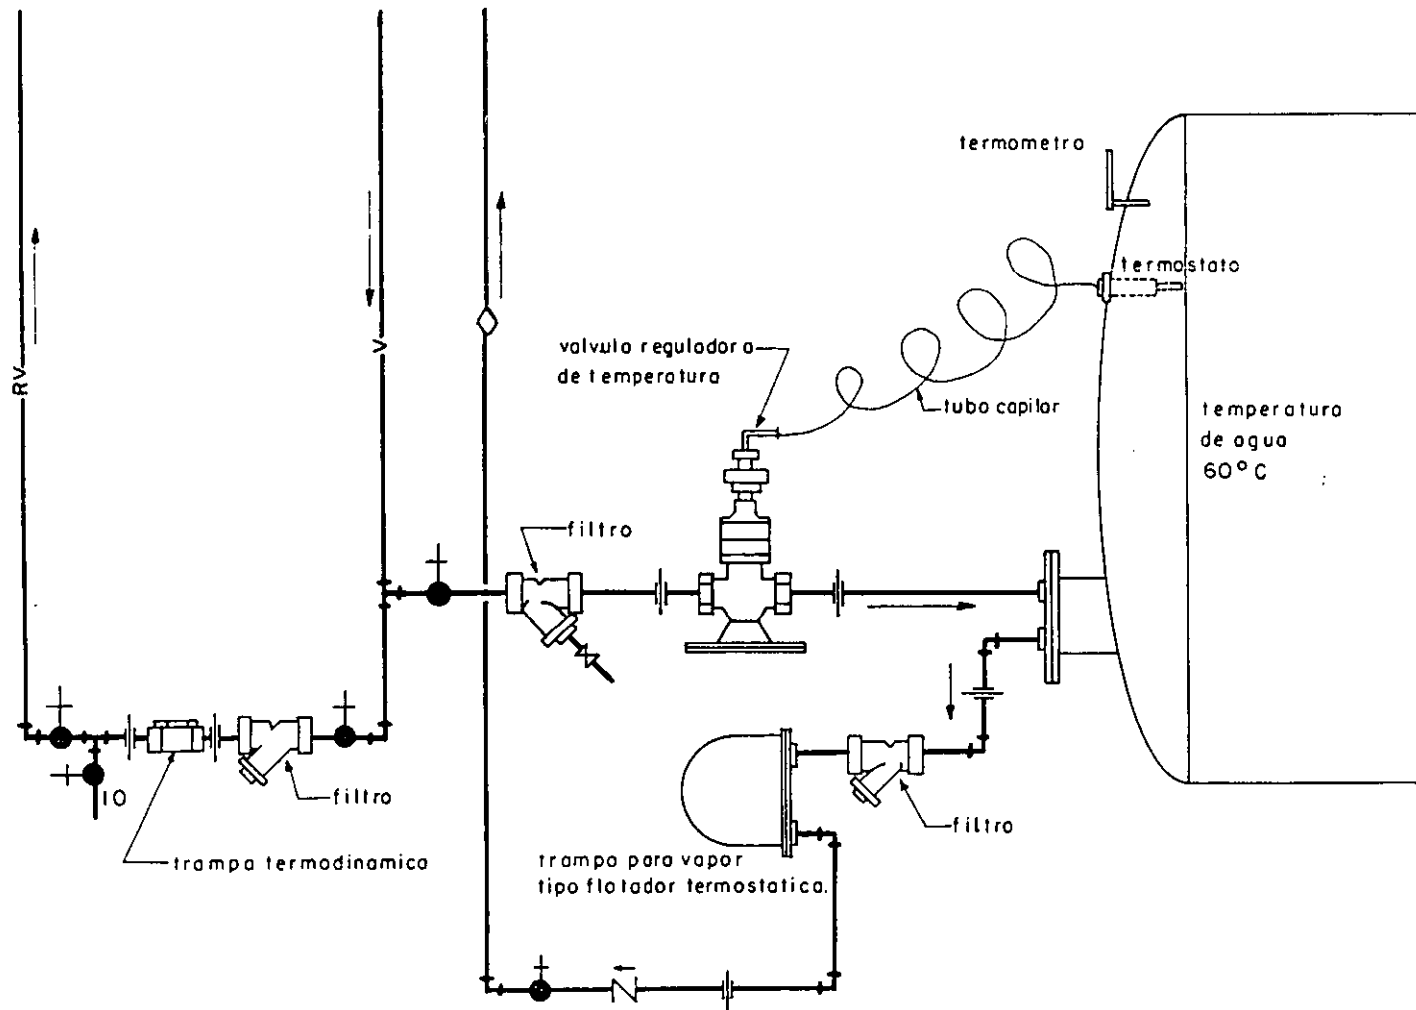 termometro
termostato
valvula reguladora
de temperatura
RV
V
tubo capilar
temperatura
de agua
60°C
filtro
10
filtro
filtro
trampa termodinamica
trampa para vapor
tipo flotador termostatica.